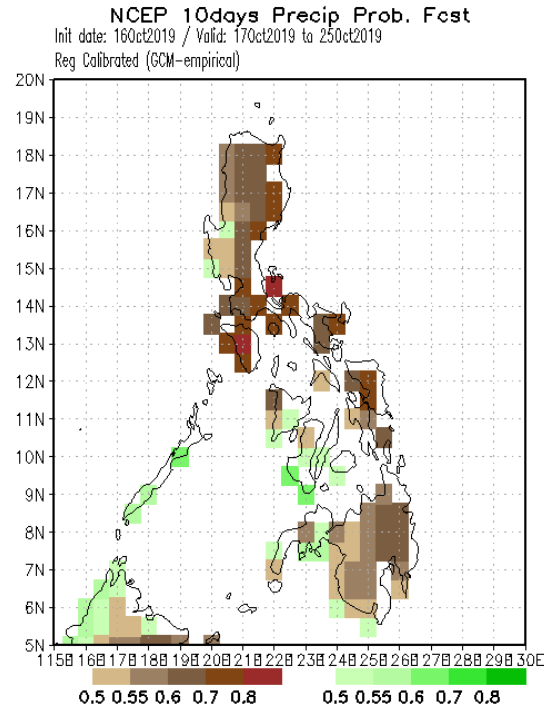 NCEP 10days Precip Prob. Fcst
Init date: 16Oct2019 / Valid: 17Oct2019 to 25Oct2019
Reg Calibrated (GCM-empirical)
20N
19N
18N
17N
16N
15N
14N
13N
12N
11N
10N
9N
8N
7N
6N
5N
115E 116E 117E 118E 119E 120E 121E 122E 123E 124E 125E 126E 127E 128E 129E 130E
0.5 0.55 0.6 0.7 0.8 0.5 0.55 0.6 0.7 0.8